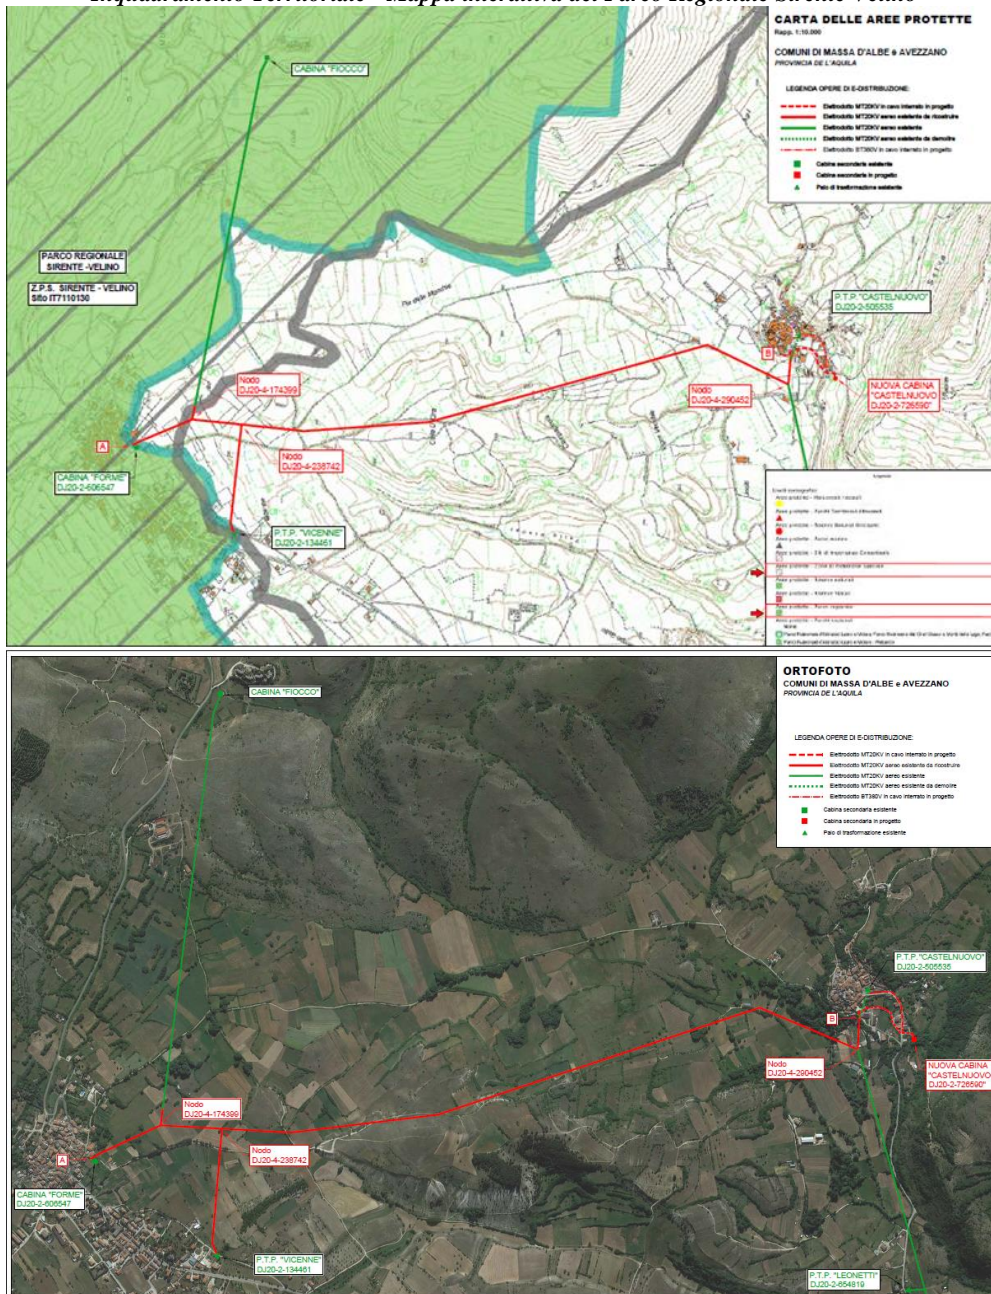 Inquadramento Territoriale - Mappa interattiva del Parco Regionale Sirente Velino
CARTA DELLE AREE PROTETTE
Rapp. 1:10.000
COMUNI DI MASSA D'ALBE e AVEZZANO
PROVINCIA DE L'AQUILA
LEGENDA OPERE DI E-DISTRIBUZIONE:
Elettrodotto MT20KV in cavo interrato in progetto
Elettrodotto MT20KV aereo esistente da ricostruire
Elettrodotto MT20KV aereo esistente
Elettrodotto MT20KV aereo esistente da demolire
Elettrodotto BT380V in cavo interrato in progetto
Cabina secondaria esistente
Cabina secondaria in progetto
Palo di trasformazione esistente
CABINA "FIOCCO"
PARCO REGIONALE
SIRENTE -VELINO
Z.P.S. SIRENTE - VELINO
Sito IT7110130
P.T.P. "CASTELNUOVO"
DJ20-2-505535
B
Nodo
DJ20-4-174399
Nodo
DJ20-4-290452
NUOVA CABINA
"CASTELNUOVO
DJ20-2-726590"
A
Nodo
DJ20-4-238742
CABINA "FORME"
DJ20-2-606547
P.T.P. "VICENNE"
DJ20-2-134461
ORTOFOTO
COMUNI DI MASSA D'ALBE e AVEZZANO
PROVINCIA DE L'AQUILA
LEGENDA OPERE DI E-DISTRIBUZIONE:
Elettrodotto MT20KV in cavo interrato in progetto
Elettrodotto MT20KV aereo esistente da ricostruire
Elettrodotto MT20KV aereo esistente
Elettrodotto MT20KV aereo esistente da demolire
Elettrodotto BT380V in cavo interrato in progetto
Cabina secondaria esistente
Cabina secondaria in progetto
Palo di trasformazione esistente
CABINA "FIOCCO"
P.T.P. "CASTELNUOVO"
DJ20-2-505535
B
Nodo
DJ20-4-290452
NUOVA CABINA
"CASTELNUOVO
DJ20-2-726590"
Nodo
DJ20-4-174399
A
Nodo
DJ20-4-238742
CABINA "FORME"
DJ20-2-606547
P.T.P. "VICENNE"
DJ20-2-134461
P.T.P. "LEONETTI"
DJ20-2-654819